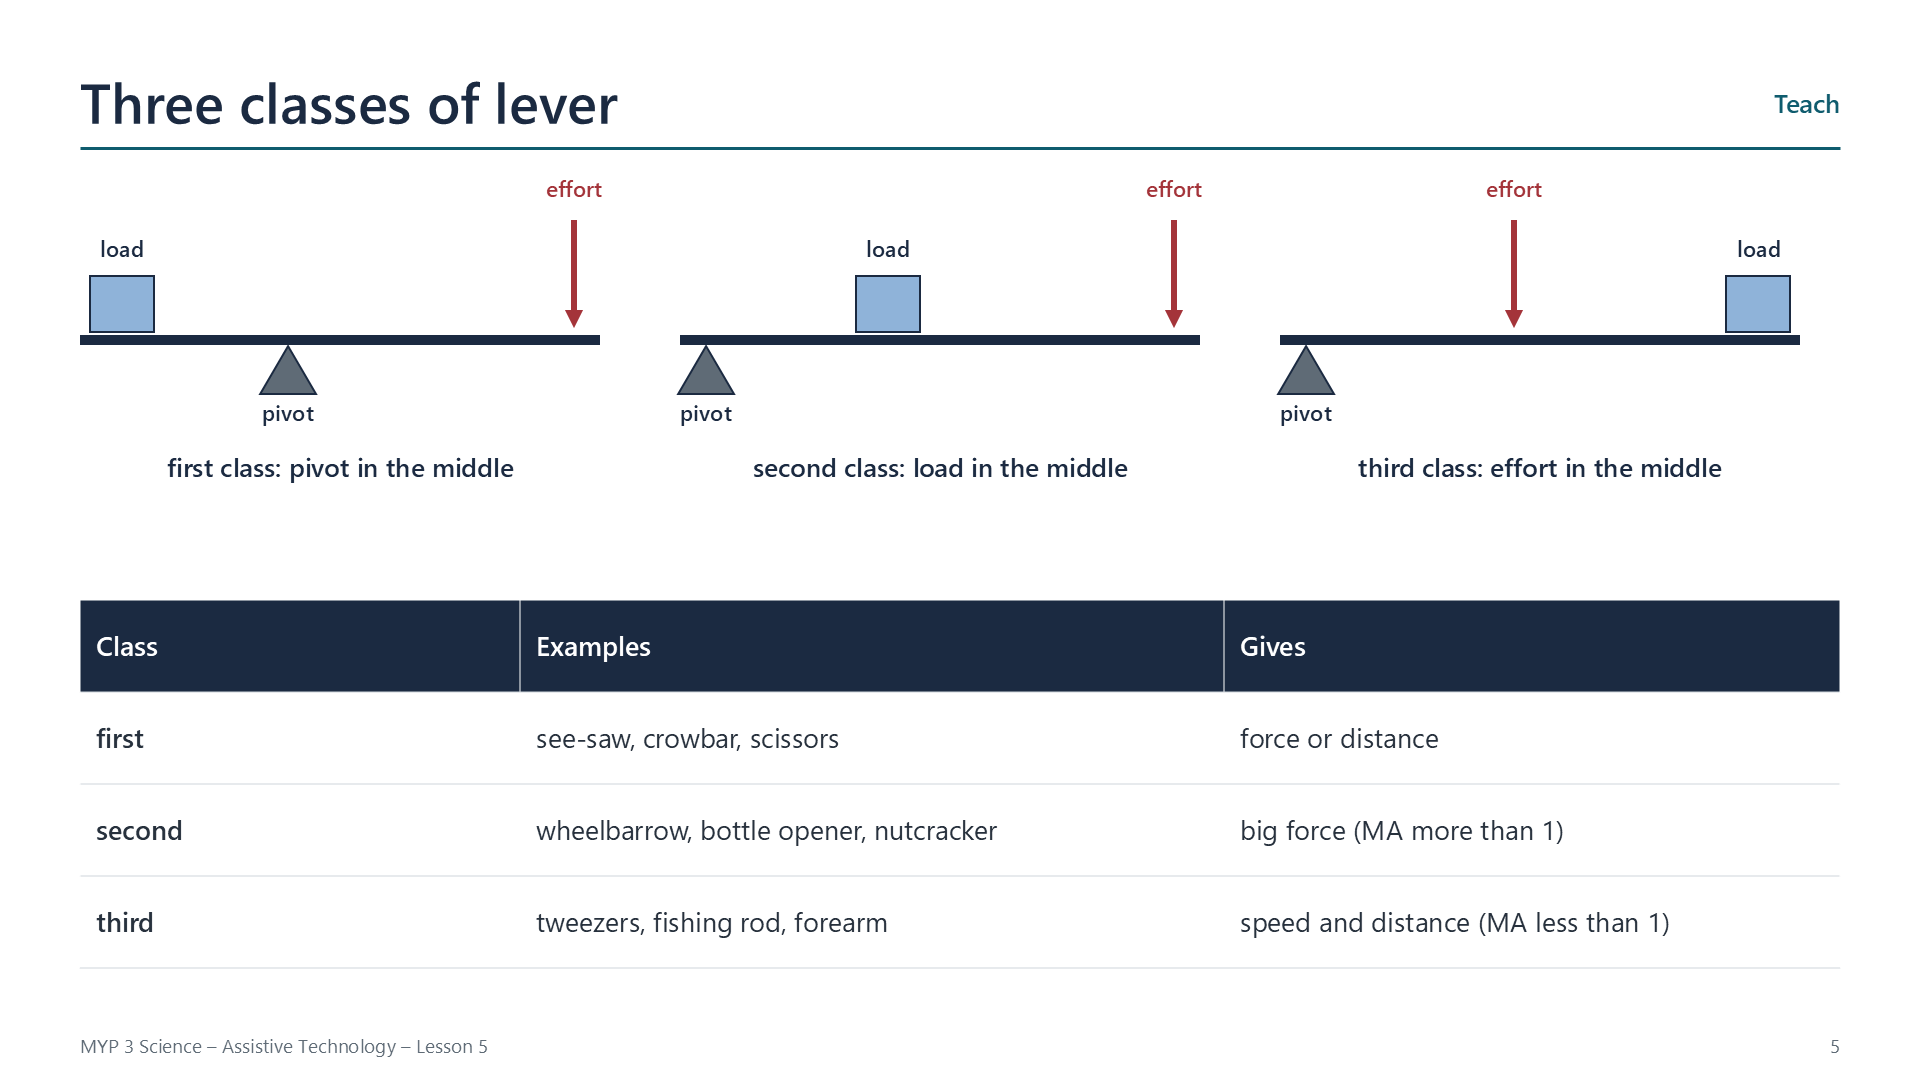 Three classes of lever
Teach
effort
effort
effort
load
load
load
pivot
pivot
pivot
first class: pivot in the middle
second class: load in the middle
third class: effort in the middle
Class Examples Gives
first see-saw, crowbar, scissors force or distance
second wheelbarrow, bottle opener, nutcracker big force (MA more than 1)
third tweezers, fishing rod, forearm speed and distance (MA less than 1)
MYP 3 Science – Assistive Technology – Lesson 5
5